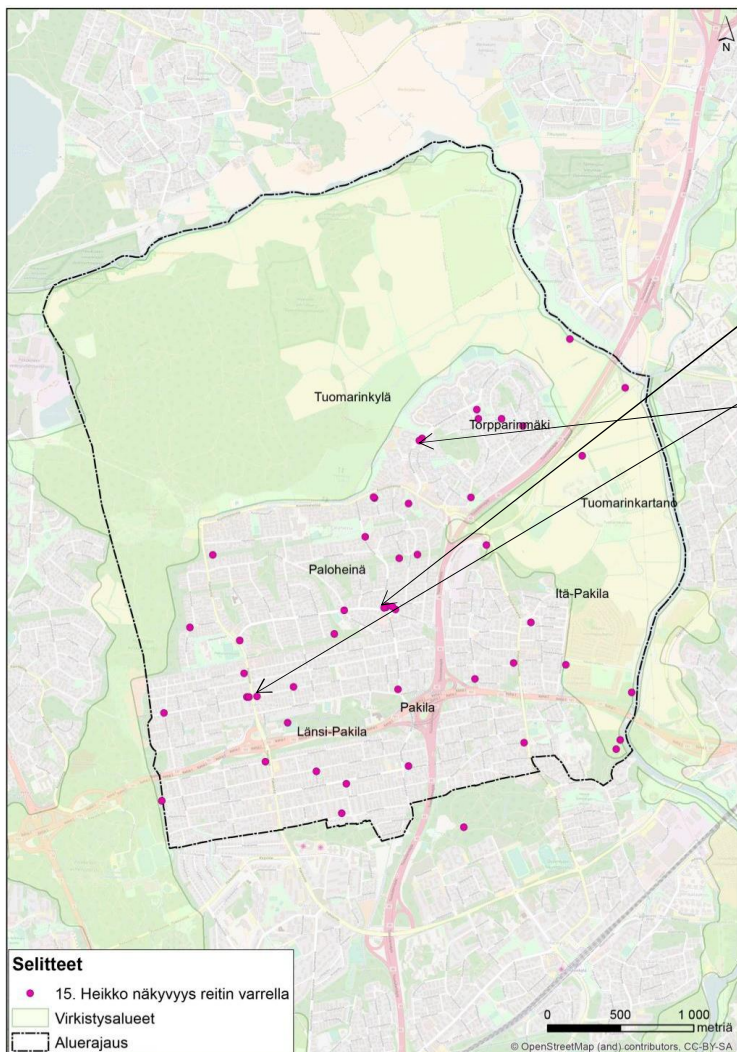 N
Tuomarinkylä
Torpparinmäki
Tuomarinkartano
Paloheinä
Itä-Pakila
Pakila
Länsi-Pakila
Selitteet
15. Heikko näkyvyys reitin varrella
Virkistysalueet
Aluerajaus
0 500 1 000
metriä
© OpenStreetMap (and) contributors, CC-BY-SA